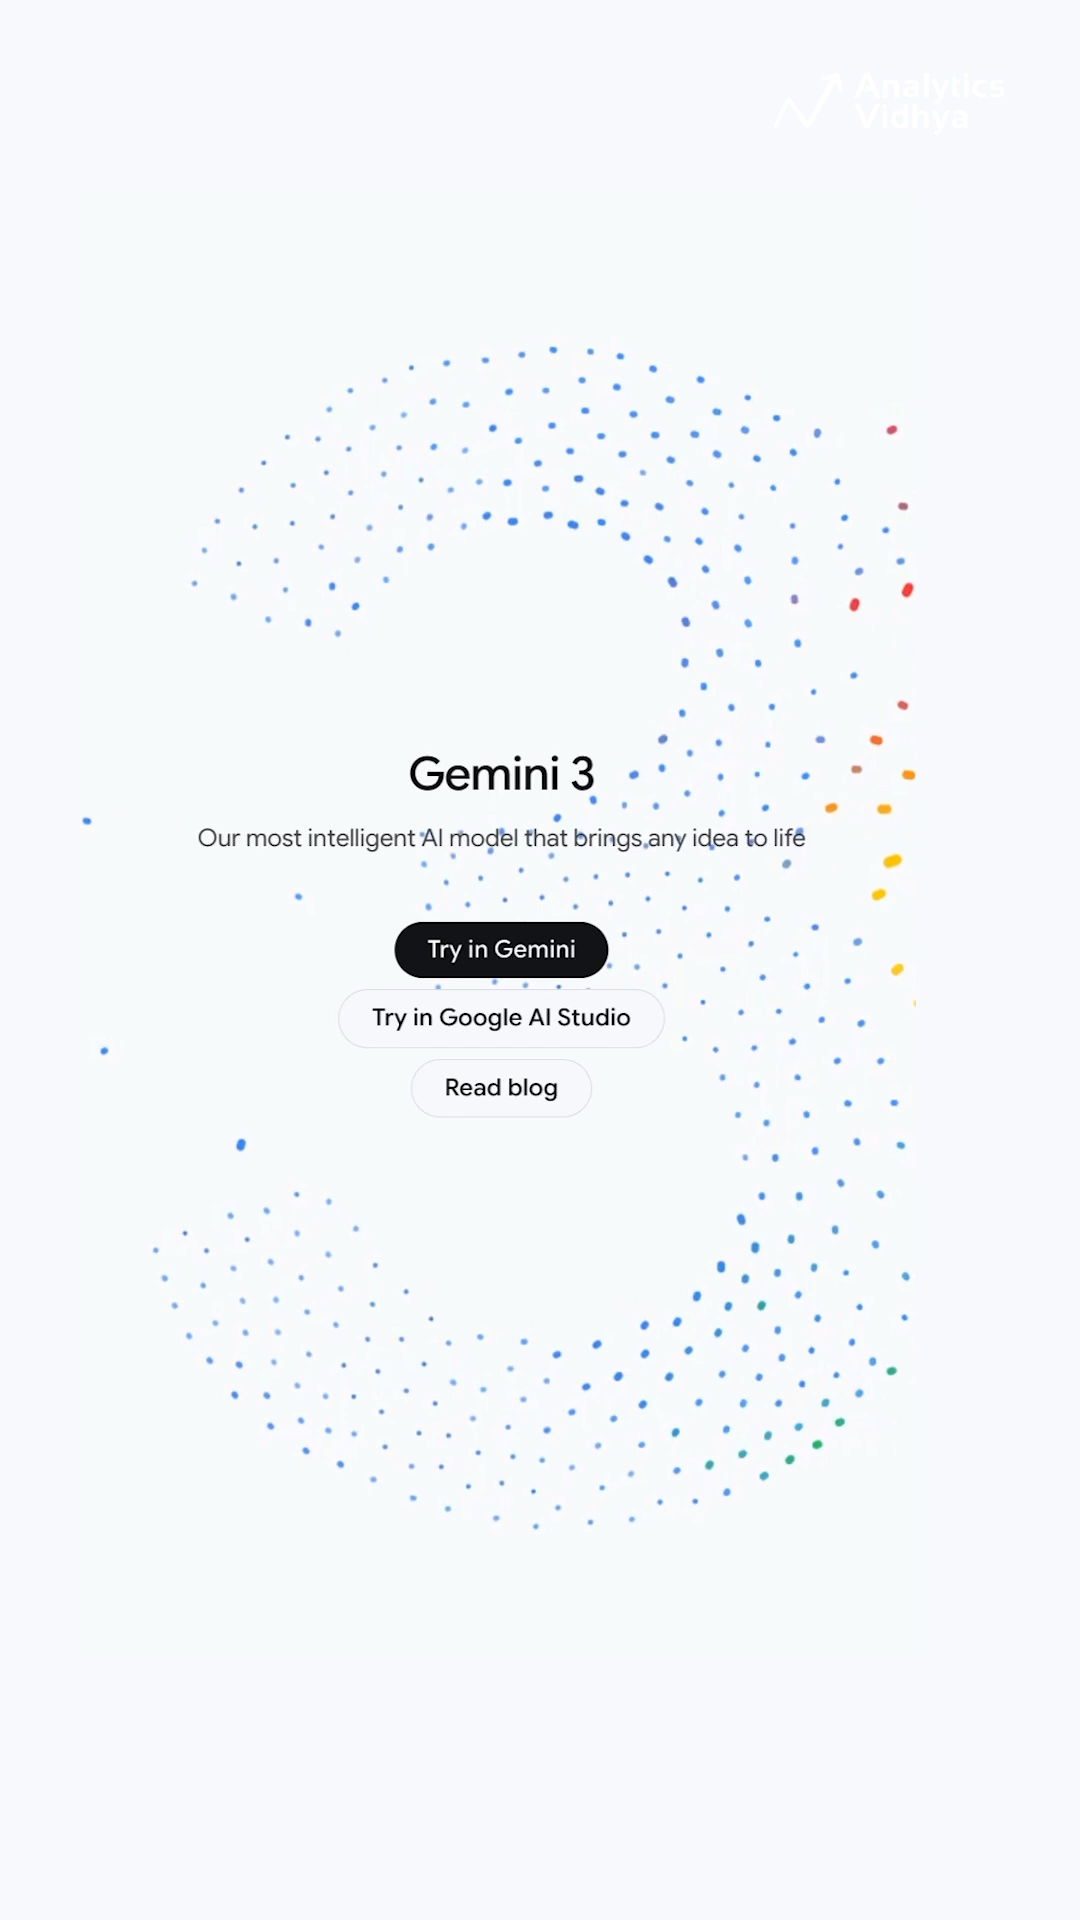 Analytics
Vidhya
Gemini 3
Our most intelligent AI model that brings any idea to life
Try in Gemini
Try in Google AI Studio
Read blog